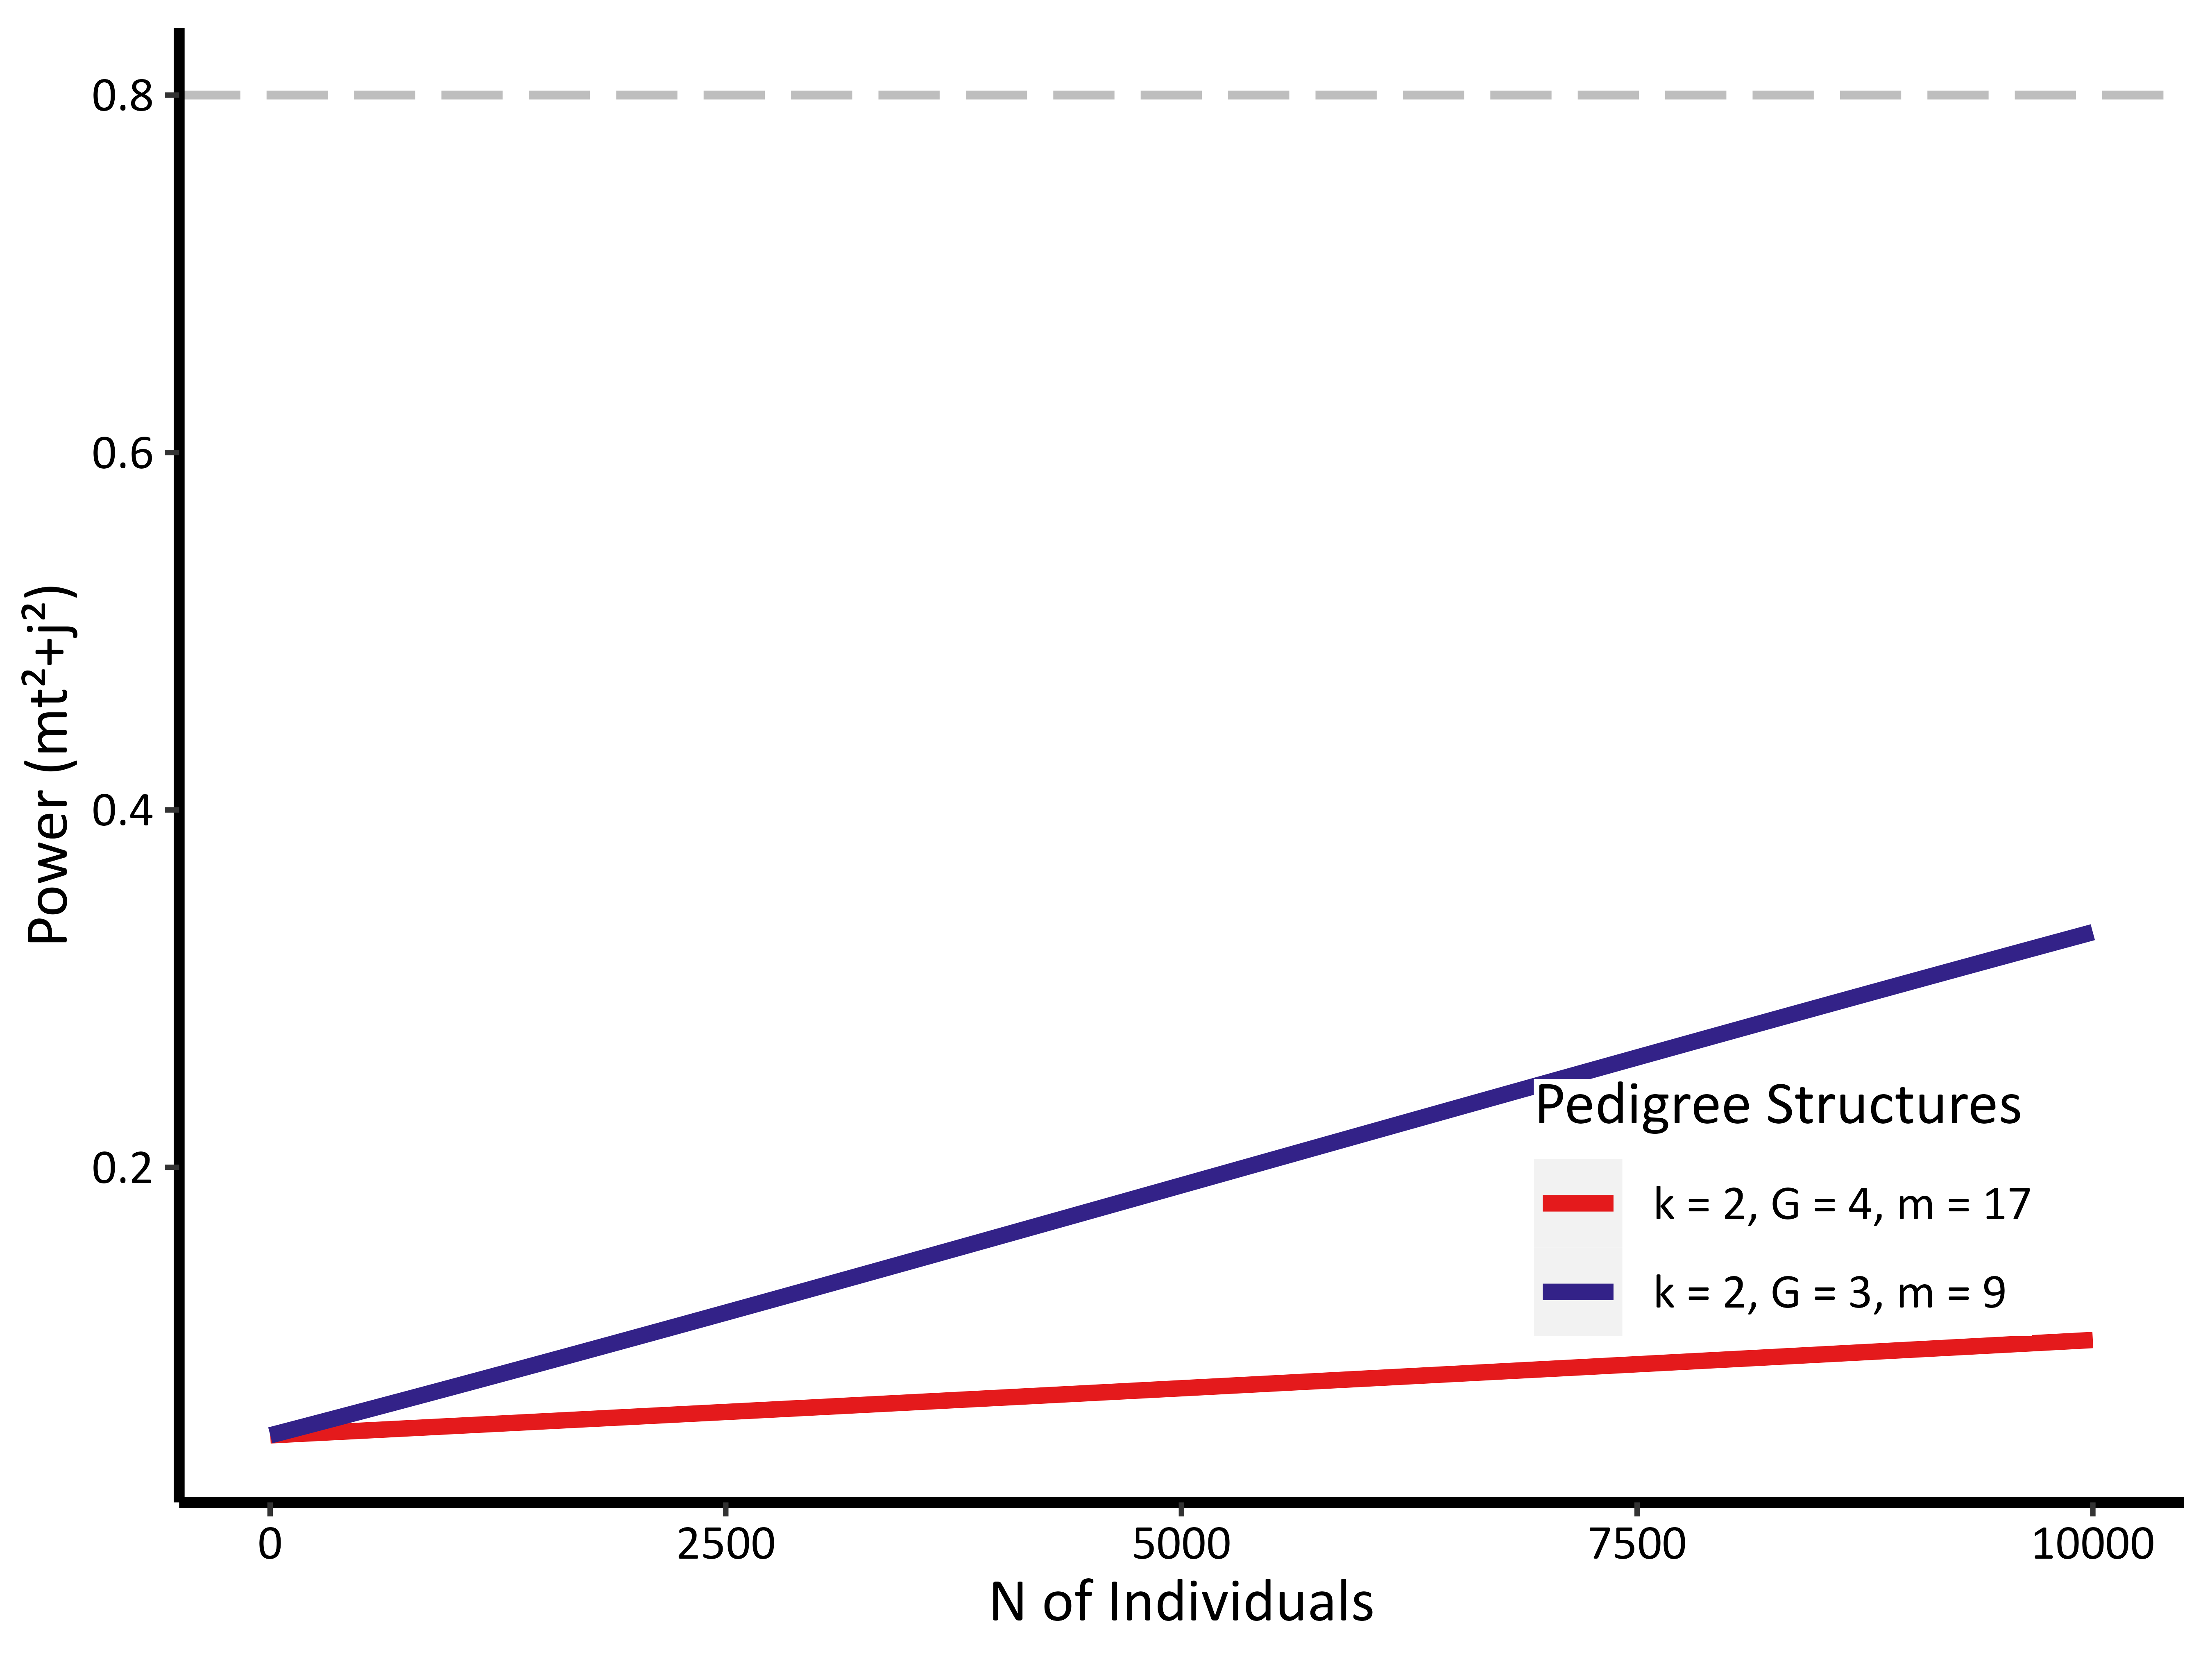 0.8
0.6
0.4
0.2
Power (mt²+j²)
Pedigree Structures
k = 2, G = 4, m = 17
k = 2, G = 3, m = 9
0 2500 5000 7500 10000
N of Individuals